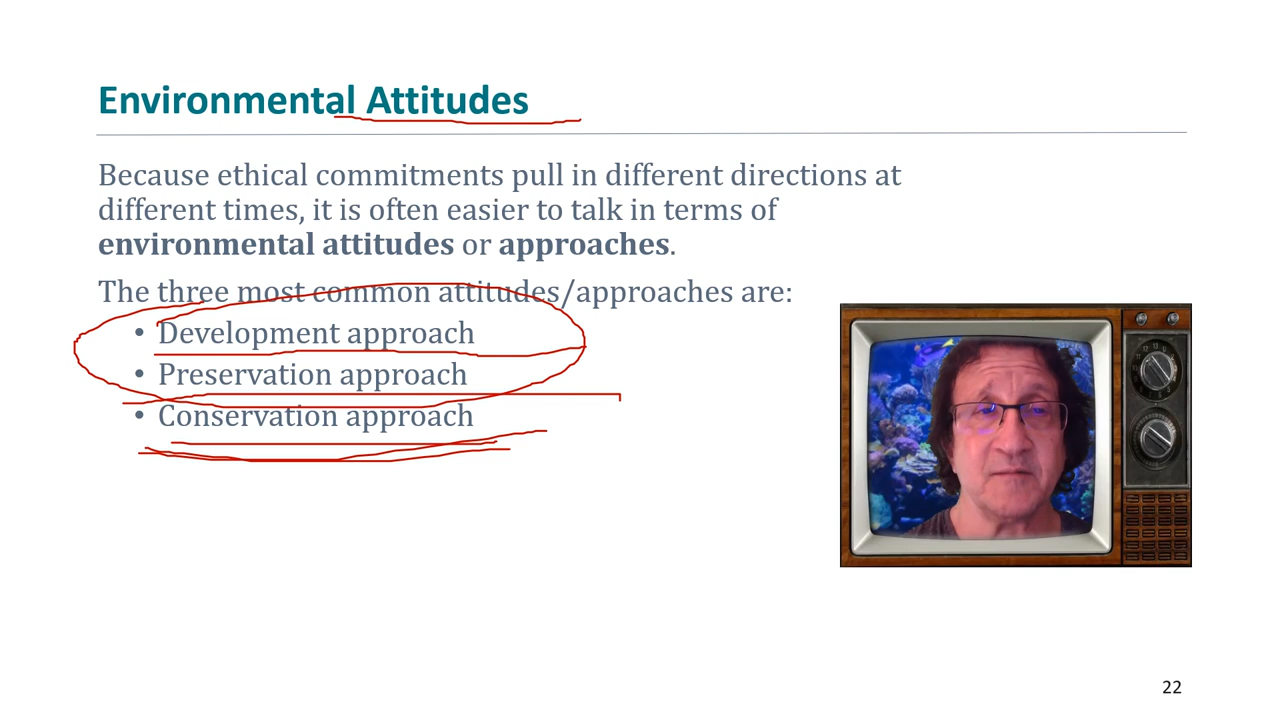 Environmental Attitudes
Because ethical commitments pull in different directions at
different times, it is often easier to talk in terms of
environmental attitudes or approaches.
The three most common attitudes/approaches are:
• Development approach
• Preservation approach
• Conservation approach
22